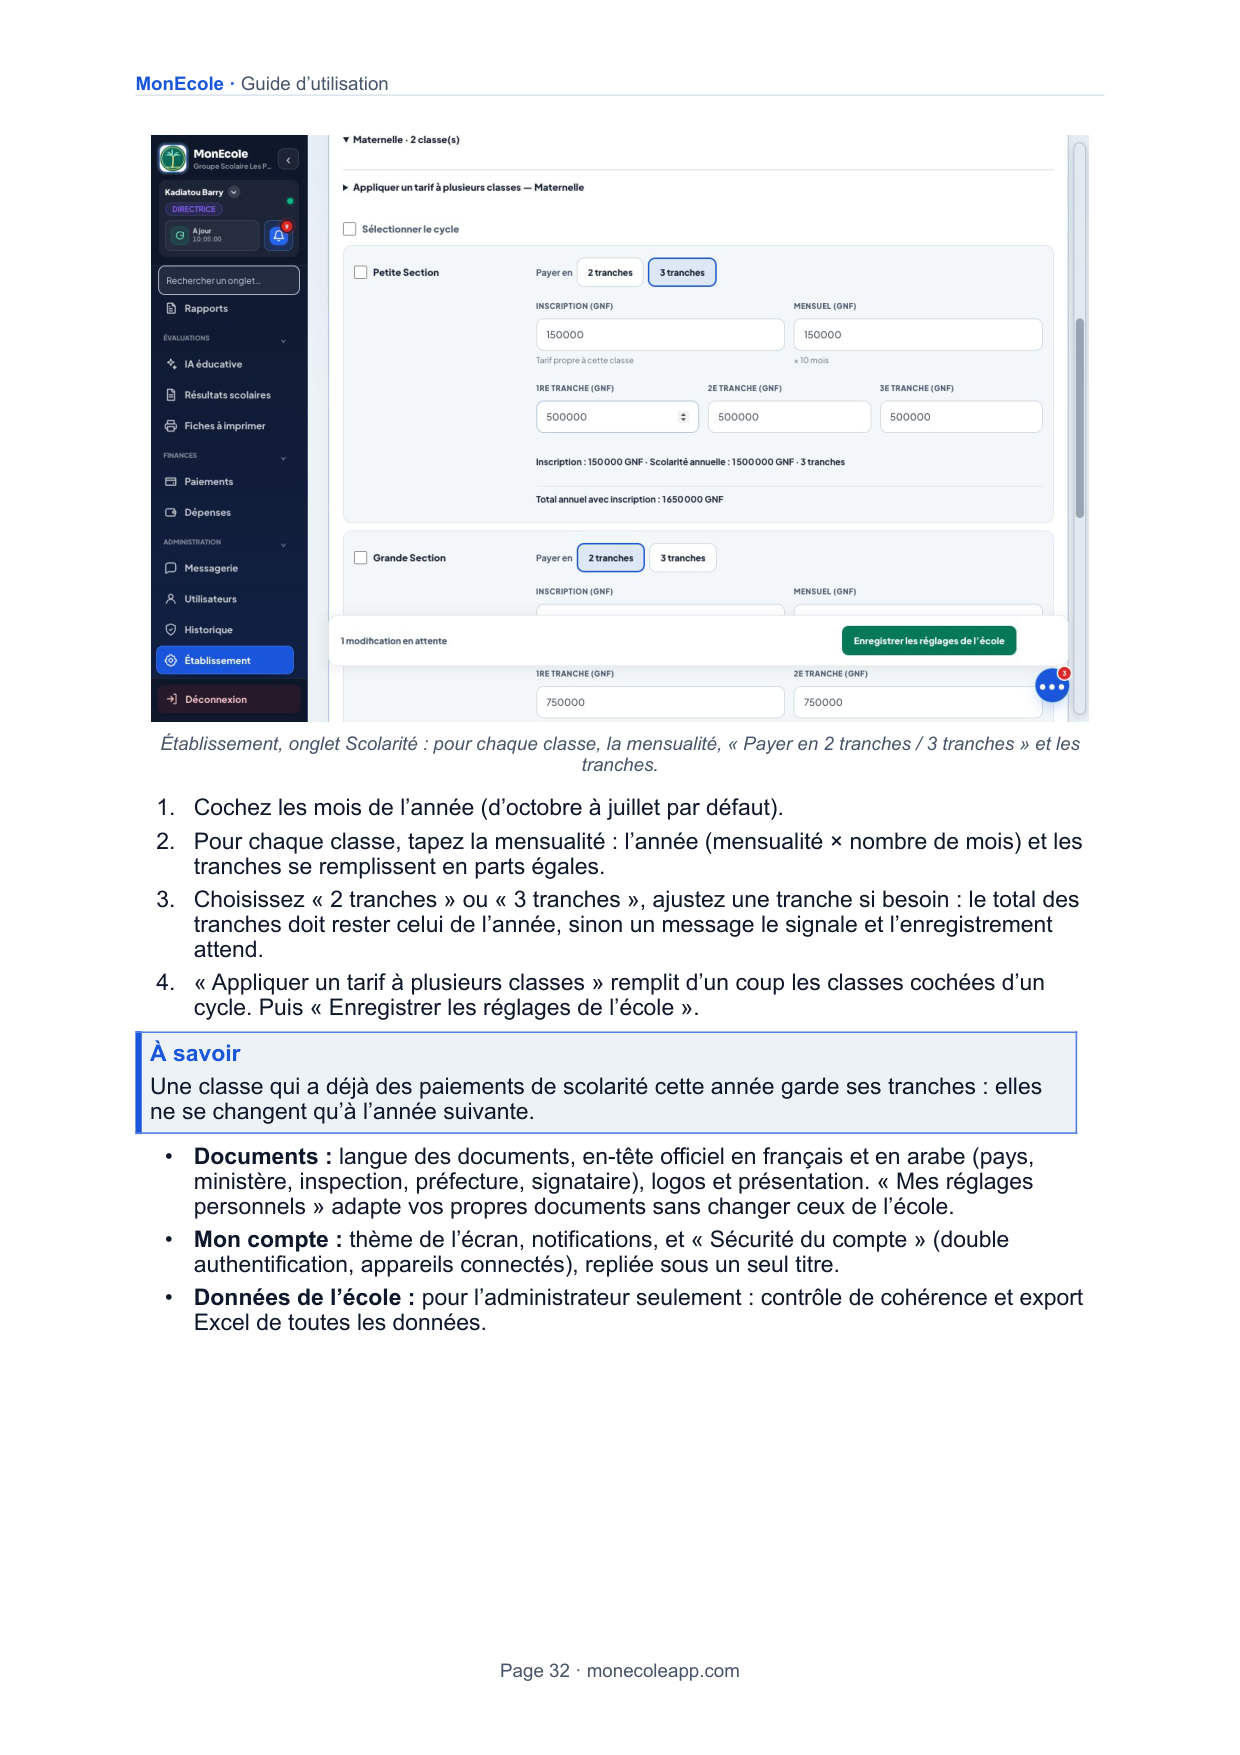 MonEcole · Guide d’utilisation
MonEcole
Groupe Scolaire Les P...
Kadiatou Barry
DIRECTRICE
À jour
10:05:00
9
Rechercher un onglet...
Rapports
ÉVALUATIONS
IA éducative
Résultats scolaires
Fiches à imprimer
FINANCES
Paiements
Dépenses
ADMINISTRATION
Messagerie
Utilisateurs
Historique
Établissement
Déconnexion
Maternelle · 2 classe(s)
Appliquer un tarif à plusieurs classes — Maternelle
Sélectionner le cycle
Petite Section
Payer en 2 tranches 3 tranches
INSCRIPTION (GNF) MENSUEL (GNF)
150000 150000
Tarif propre à cette classe × 10 mois
1RE TRANCHE (GNF) 2E TRANCHE (GNF) 3E TRANCHE (GNF)
500000 500000 500000
Inscription : 150 000 GNF · Scolarité annuelle : 1 500 000 GNF · 3 tranches
Total annuel avec inscription : 1 650 000 GNF
Grande Section
Payer en 2 tranches 3 tranches
INSCRIPTION (GNF) MENSUEL (GNF)
1 modification en attente Enregistrer les réglages de l’école
1RE TRANCHE (GNF) 2E TRANCHE (GNF)
750000 750000
3
Établissement, onglet Scolarité : pour chaque classe, la mensualité, « Payer en 2 tranches / 3 tranches » et les
tranches.
1. Cochez les mois de l’année (d’octobre à juillet par défaut).
2. Pour chaque classe, tapez la mensualité : l’année (mensualité × nombre de mois) et les
tranches se remplissent en parts égales.
3. Choisissez « 2 tranches » ou « 3 tranches », ajustez une tranche si besoin : le total des
tranches doit rester celui de l’année, sinon un message le signale et l’enregistrement
attend.
4. « Appliquer un tarif à plusieurs classes » remplit d’un coup les classes cochées d’un
cycle. Puis « Enregistrer les réglages de l’école ».
À savoir
Une classe qui a déjà des paiements de scolarité cette année garde ses tranches : elles
ne se changent qu’à l’année suivante.
• Documents : langue des documents, en-tête officiel en français et en arabe (pays,
ministère, inspection, préfecture, signataire), logos et présentation. « Mes réglages
personnels » adapte vos propres documents sans changer ceux de l’école.
• Mon compte : thème de l’écran, notifications, et « Sécurité du compte » (double
authentification, appareils connectés), repliée sous un seul titre.
• Données de l’école : pour l’administrateur seulement : contrôle de cohérence et export
Excel de toutes les données.
Page 32 · monecoleapp.com